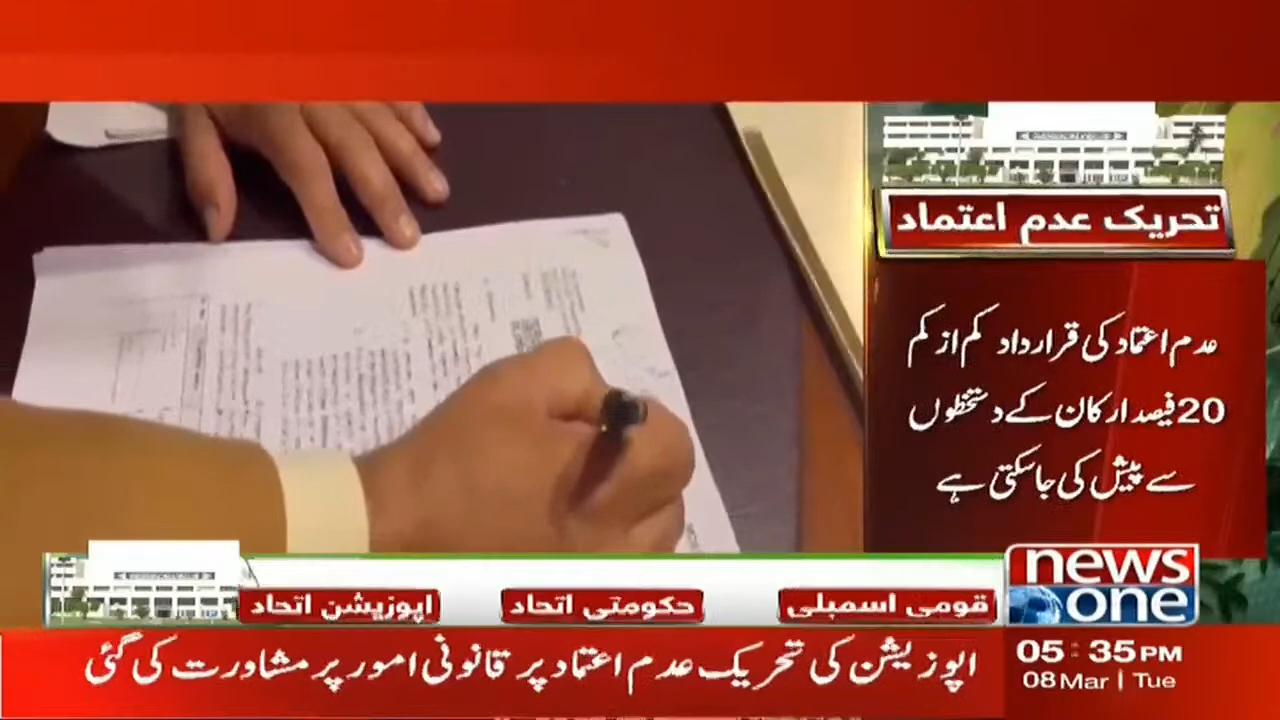 تحریک عدم اعتماد
عدم اعتماد کی قرارداد کم از کم
20 فیصد ارکان کے دستخطوں
سے پیش کی جاسکتی ہے
قومی اسمبلی
حکومتی اتحاد
اپوزیشن اتحاد
news
one
اپوزیشن کی تحریک عدم اعتماد پر قانونی امور پر مشاورت کی گئی
05:35 PM
08 Mar | Tue